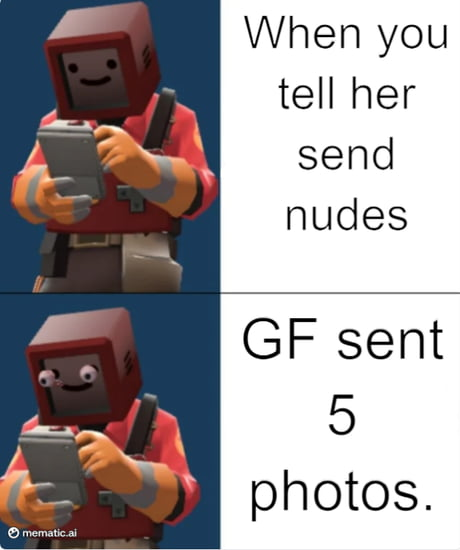 When you
tell her
send
nudes
GF sent
5
photos.
mematic.ai